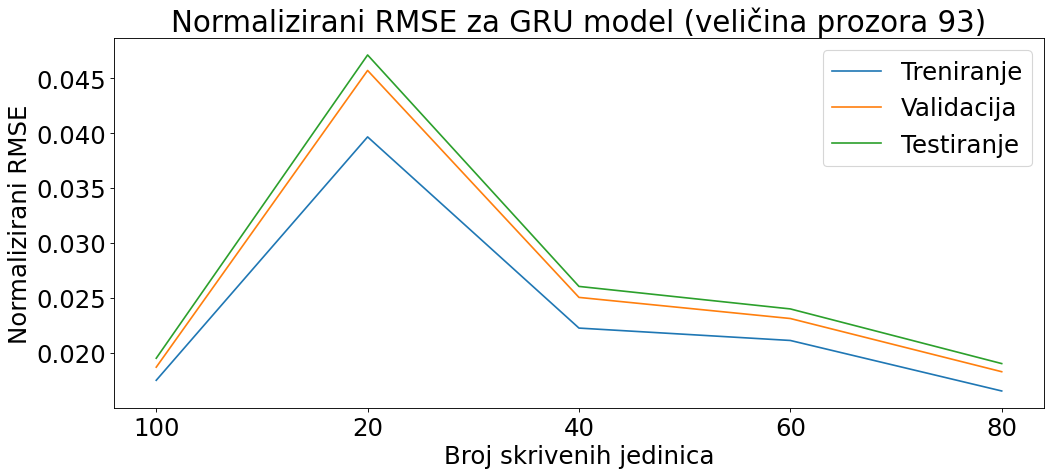 Normalizirani RMSE za GRU model (veličina prozora 93)
Treniranje
Validacija
Testiranje
Normalizirani RMSE
0.045
0.040
0.035
0.030
0.025
0.020
100 20 40 60 80
Broj skrivenih jedinica